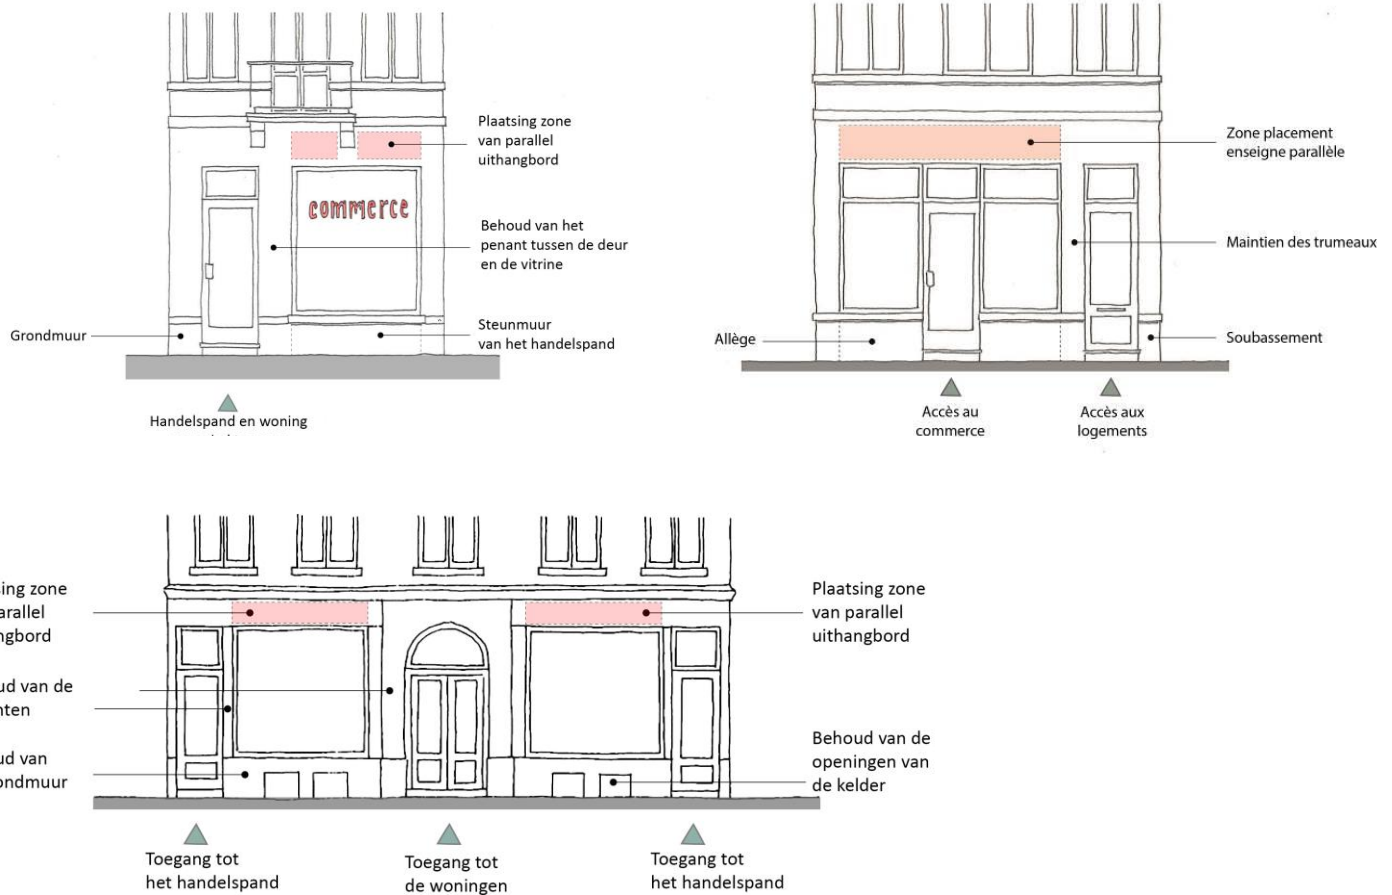 Plaatsing zone
van parallel
uithangbord
commerce
Behoud van het
penant tussen de deur
en de vitrine
Grondmuur
Steunmuur
van het handelspand
Handelspand en woning
Zone placement
enseigne parallèle
Maintien des trumeaux
Allège
Soubassement
Accès au
commerce
Accès aux
logements
sing zone
arallel
ngbord
ud van de
nten
ud van
ondmuur
Plaatsing zone
van parallel
uithangbord
Behoud van de
openingen van
de kelder
Toegang tot
het handelspand
Toegang tot
de woningen
Toegang tot
het handelspand